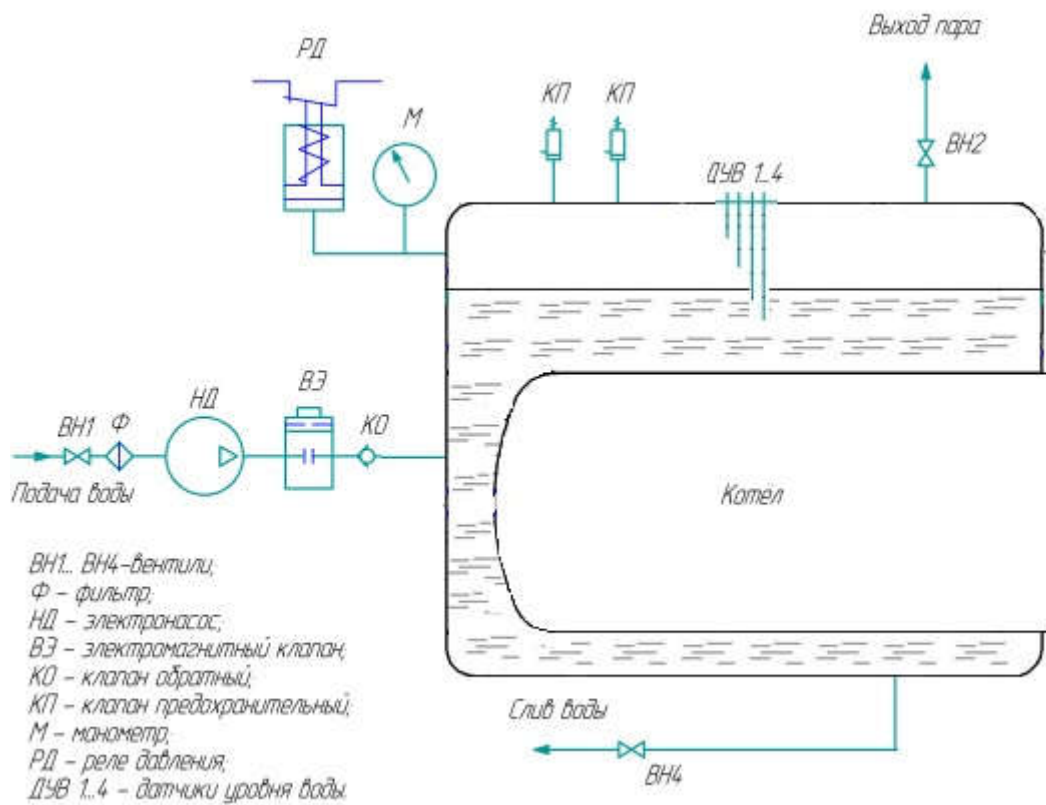 Выход пара
РД
КП КП
М
ВН2
ДУВ 1...4
ВЭ
НД
КО
ВН1 Ф
Подача воды
Котёл
ВН1... ВН4-вентили;
Ф - фильтр;
НД - электронасос;
ВЭ - электромагнитный клапан;
КО - клапан обратный;
КП - клапан предохранительный;
М - манометр;
РД - реле давления;
ДУВ 1...4 - датчики уровня воды.
Слив воды
ВН4